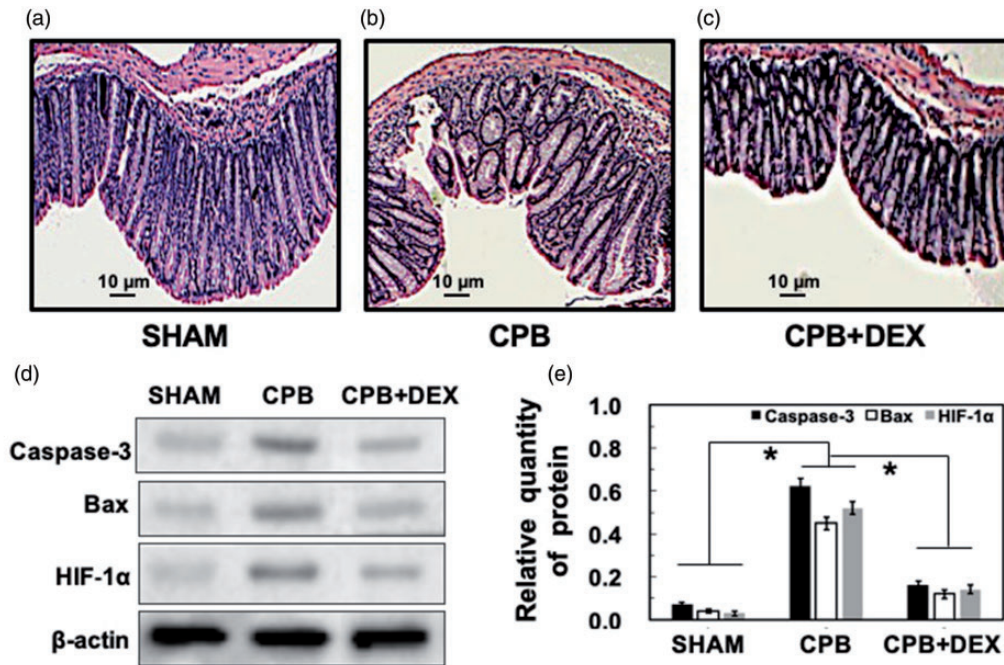 (a)
(b)
(c)
10 µm
10 µm
10 µm
SHAM
CPB
CPB+DEX
(d)
SHAM CPB CPB+DEX
Caspase-3
Bax
HIF-1α
β-actin
(e)
Relative quantity
of protein
1.0
0.8
0.6
0.4
0.2
0.0
Caspase-3 Bax HIF-1α
* *
SHAM CPB CPB+DEX